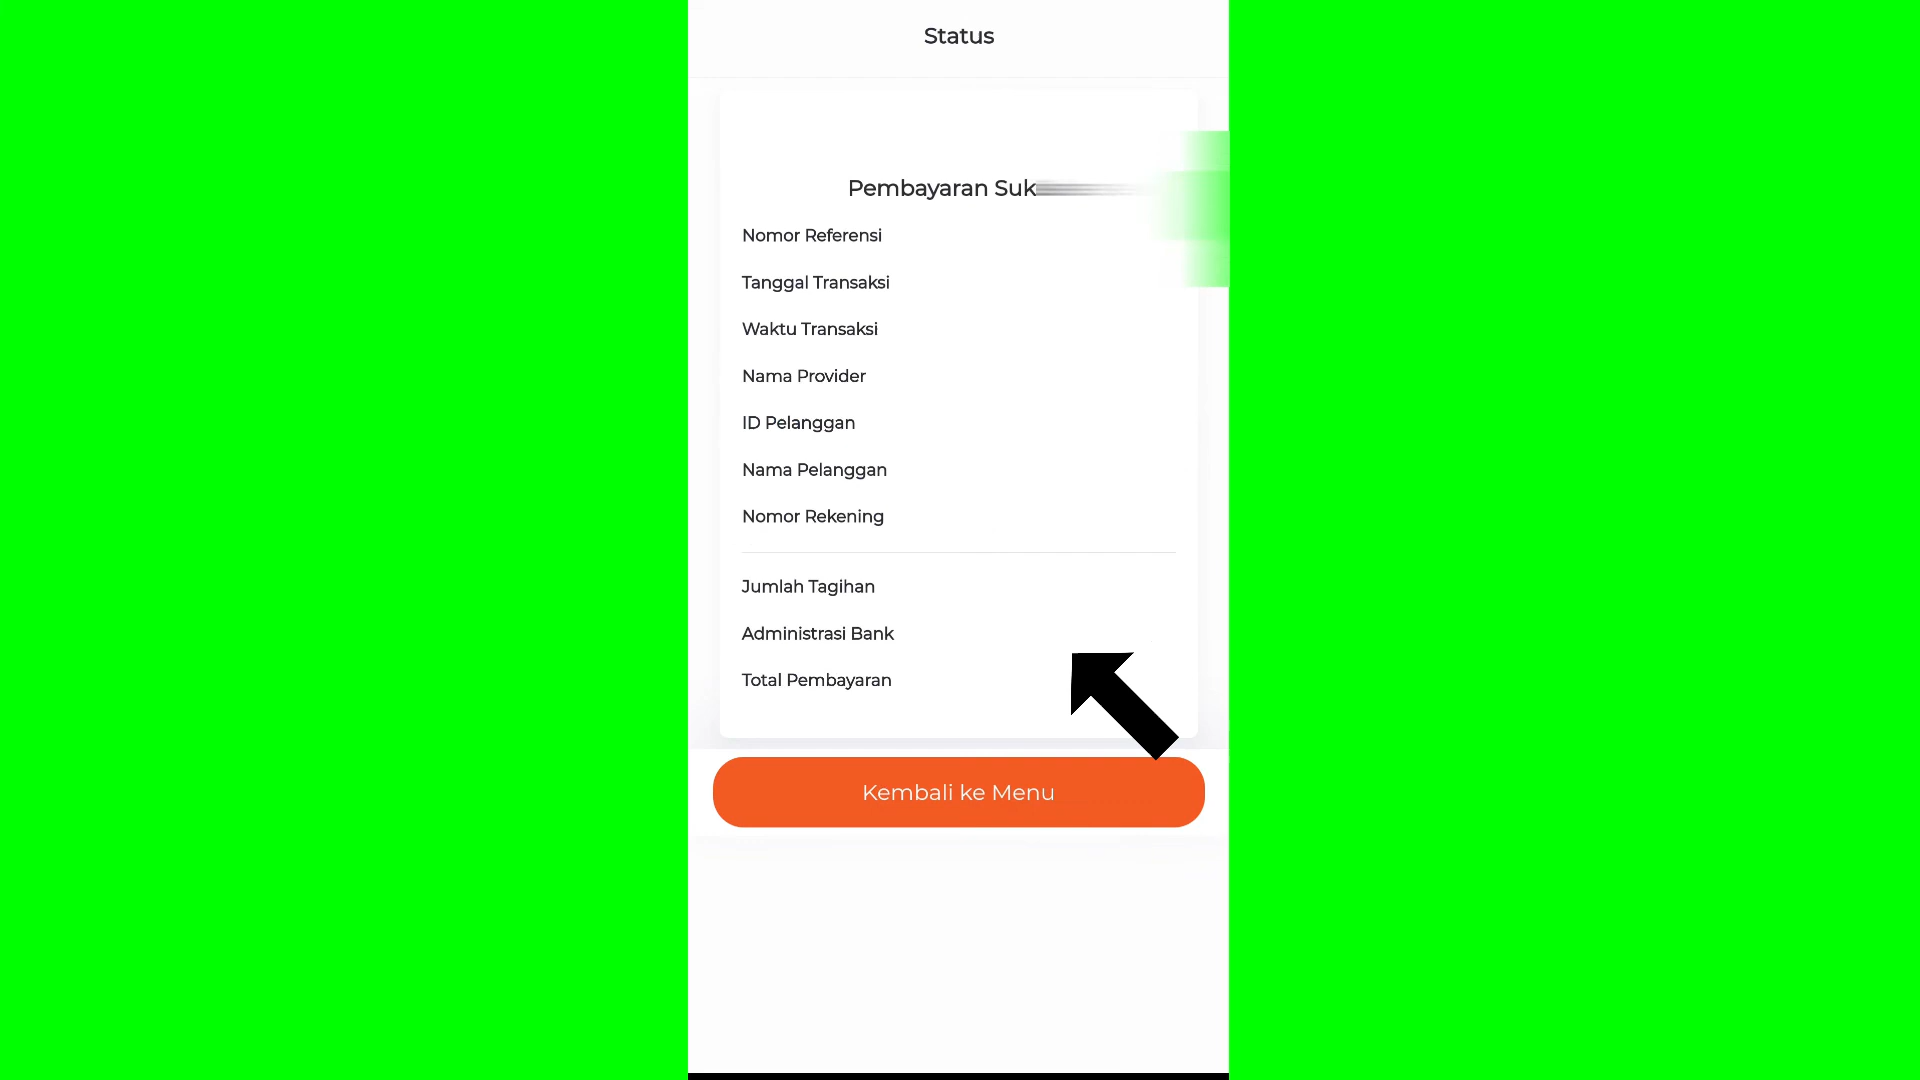 Status
Pembayaran Suk
Nomor Referensi
Tanggal Transaksi
Waktu Transaksi
Nama Provider
ID Pelanggan
Nama Pelanggan
Nomor Rekening
Jumlah Tagihan
Administrasi Bank
Total Pembayaran
Kembali ke Menu